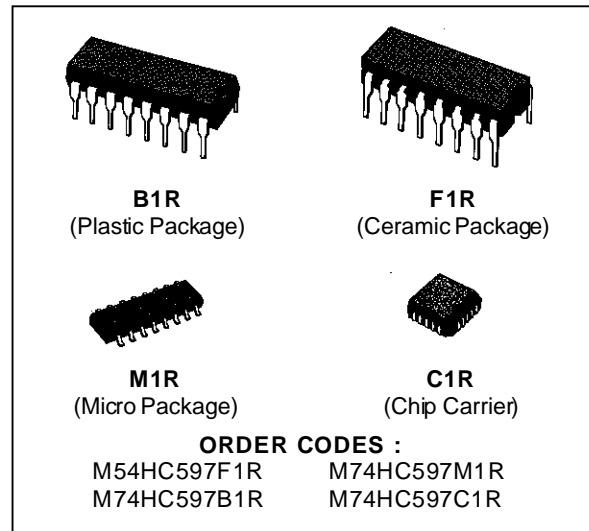 B1R
(Plastic Package)
F1R
(Ceramic Package)
M1R
(Micro Package)
C1R
(Chip Carrier)
ORDER CODES :
M54HC597F1R M74HC597M1R
M74HC597B1R M74HC597C1R